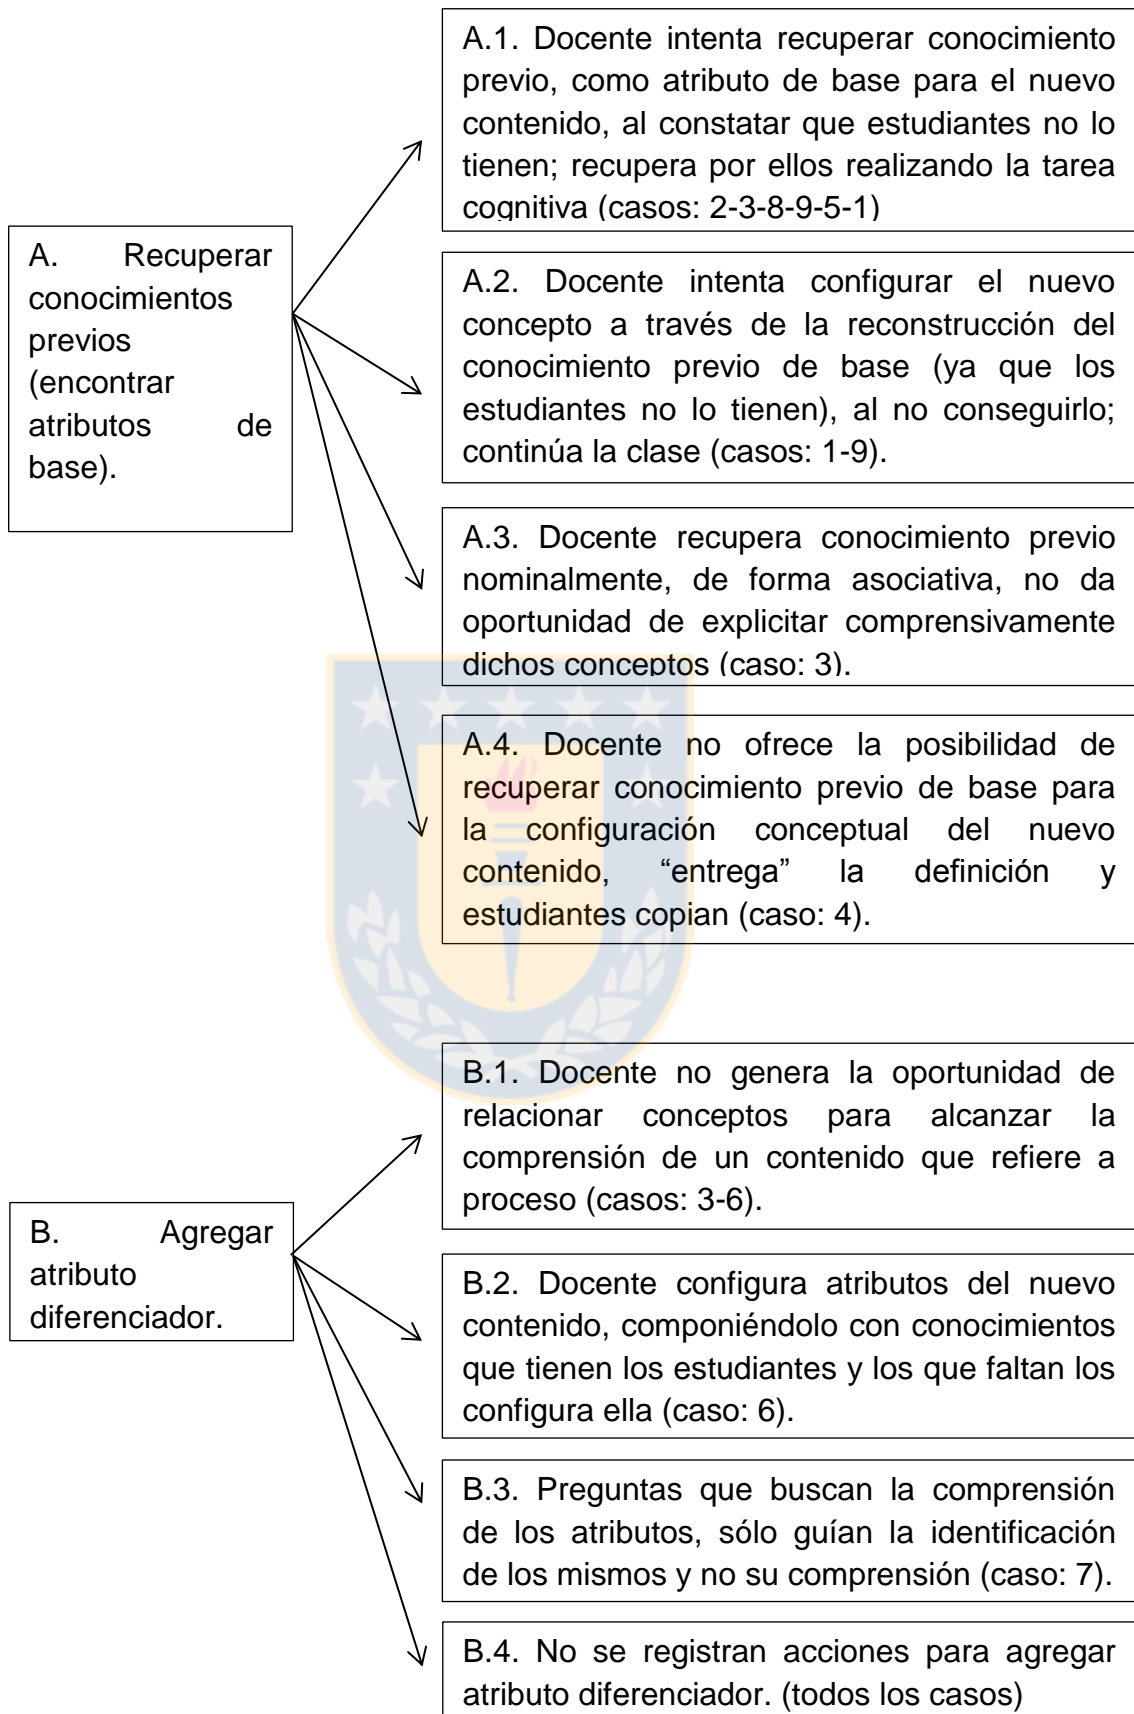 A. Recuperar
conocimientos
previos
(encontrar
atributos de
base).
A.1. Docente intenta recuperar conocimiento
previo, como atributo de base para el nuevo
contenido, al constatar que estudiantes no lo
tienen; recupera por ellos realizando la tarea
cognitiva (casos: 2-3-8-9-5-1)
A.2. Docente intenta configurar el nuevo
concepto a través de la reconstrucción del
conocimiento previo de base (ya que los
estudiantes no lo tienen), al no conseguirlo;
continúa la clase (casos: 1-9).
A.3. Docente recupera conocimiento previo
nominalmente, de forma asociativa, no da
oportunidad de explicitar comprensivamente
dichos conceptos (caso: 3).
A.4. Docente no ofrece la posibilidad de
recuperar conocimiento previo de base para
la configuración conceptual del nuevo
contenido, “entrega” la definición y
estudiantes copian (caso: 4).
B. Agregar
atributo
diferenciador.
B.1. Docente no genera la oportunidad de
relacionar conceptos para alcanzar la
comprensión de un contenido que refiere a
proceso (casos: 3-6).
B.2. Docente configura atributos del nuevo
contenido, componiéndolo con conocimientos
que tienen los estudiantes y los que faltan los
configura ella (caso: 6).
B.3. Preguntas que buscan la comprensión
de los atributos, sólo guían la identificación
de los mismos y no su comprensión (caso: 7).
B.4. No se registran acciones para agregar
atributo diferenciador. (todos los casos)